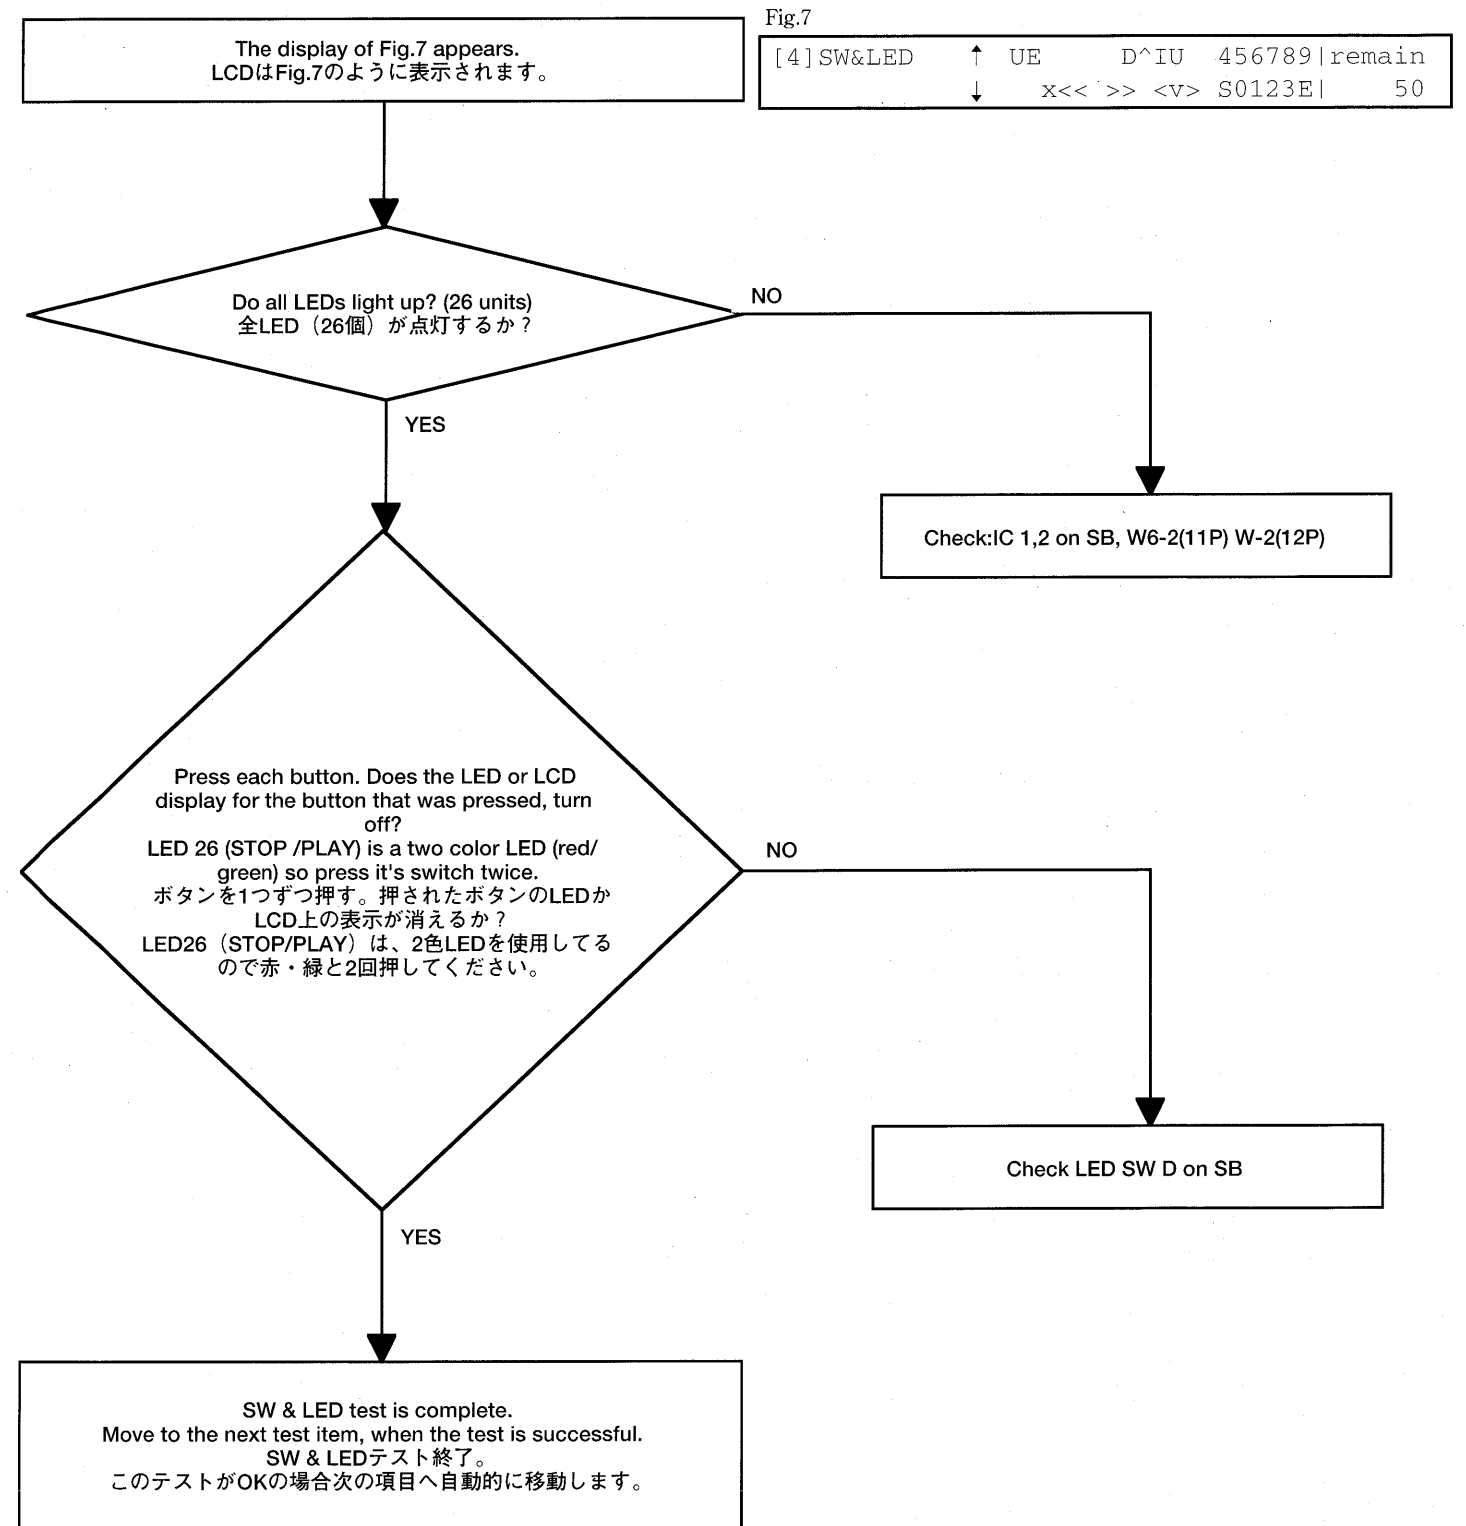 The display of Fig.7 appears.
LCDはFig.7のように表示されます。
Fig.7
[4]SW&LED ↑ UE D^IU 456789|remain
↓ x<< >> <v> S0123E| 50
Do all LEDs light up? (26 units)
全LED（26個）が点灯するか？
NO
YES
Check:IC 1,2 on SB, W6-2(11P) W-2(12P)
Press each button. Does the LED or LCD
display for the button that was pressed, turn
off?
LED 26 (STOP /PLAY) is a two color LED (red/
green) so press it's switch twice.
ボタンを1つずつ押す。押されたボタンのLEDか
LCD上の表示が消えるか？
LED26（STOP/PLAY）は、2色LEDを使用してる
ので赤・緑と2回押してください。
NO
Check LED SW D on SB
YES
SW & LED test is complete.
Move to the next test item, when the test is successful.
SW & LEDテスト終了。
このテストがOKの場合次の項目へ自動的に移動します。